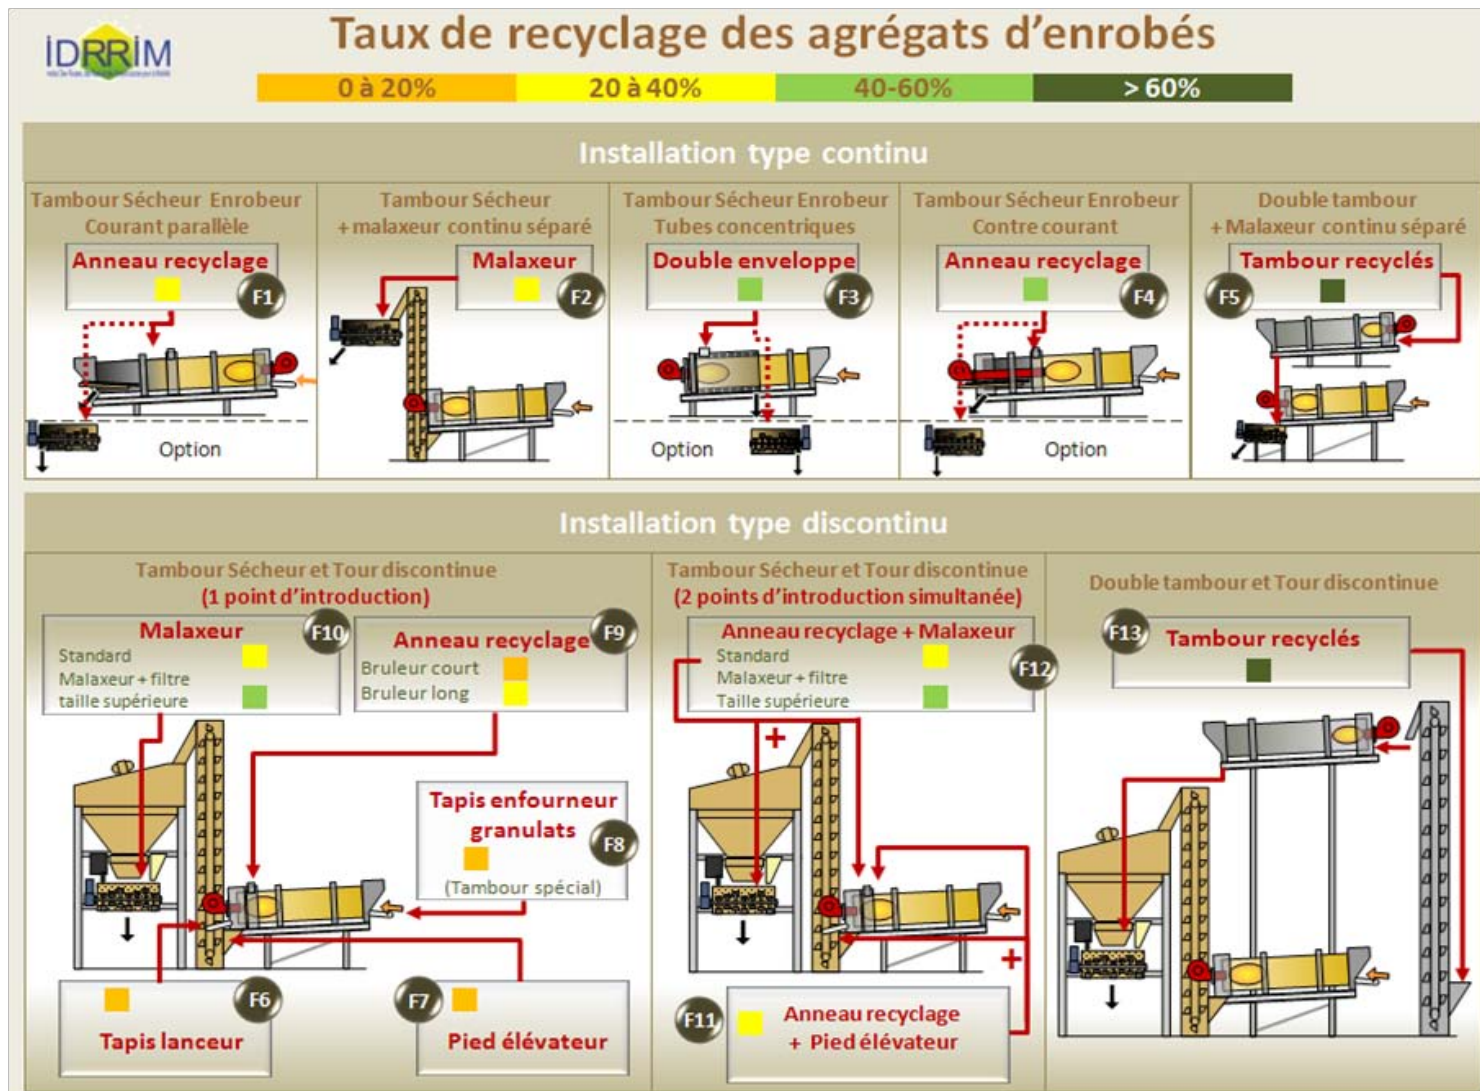 IDRRIM
Taux de recyclage des agrégats d'enrobés
0 à 20%
20 à 40%
40-60%
> 60%
Installation type continu
Tambour Sécheur Enrobeur
Courant parallèle
Anneau recyclage
F1
Option
Tambour Sécheur
+ malaxeur continu séparé
Malaxeur
F2
Tambour Sécheur Enrobeur
Tubes concentriques
Double enveloppe
F3
Option
Tambour Sécheur Enrobeur
Contre courant
Anneau recyclage
F4
Option
Double tambour
+ Malaxeur continu séparé
Tambour recyclés
F5
Installation type discontinu
Tambour Sécheur et Tour discontinue
(1 point d'introduction)
Malaxeur
F10
Standard
Malaxeur + filtre
taille supérieure
Anneau recyclage
F9
Bruleur court
Bruleur long
Tapis enfourneur
granulats
F8
(Tambour spécial)
F6
Tapis lanceur
F7
Pied élévateur
Tambour Sécheur et Tour discontinue
(2 points d'introduction simultanée)
Anneau recyclage + Malaxeur
Standard
Malaxeur + filtre
Taille supérieure
F12
+
+
F11
Anneau recyclage
+ Pied élévateur
Double tambour et Tour discontinue
F13
Tambour recyclés